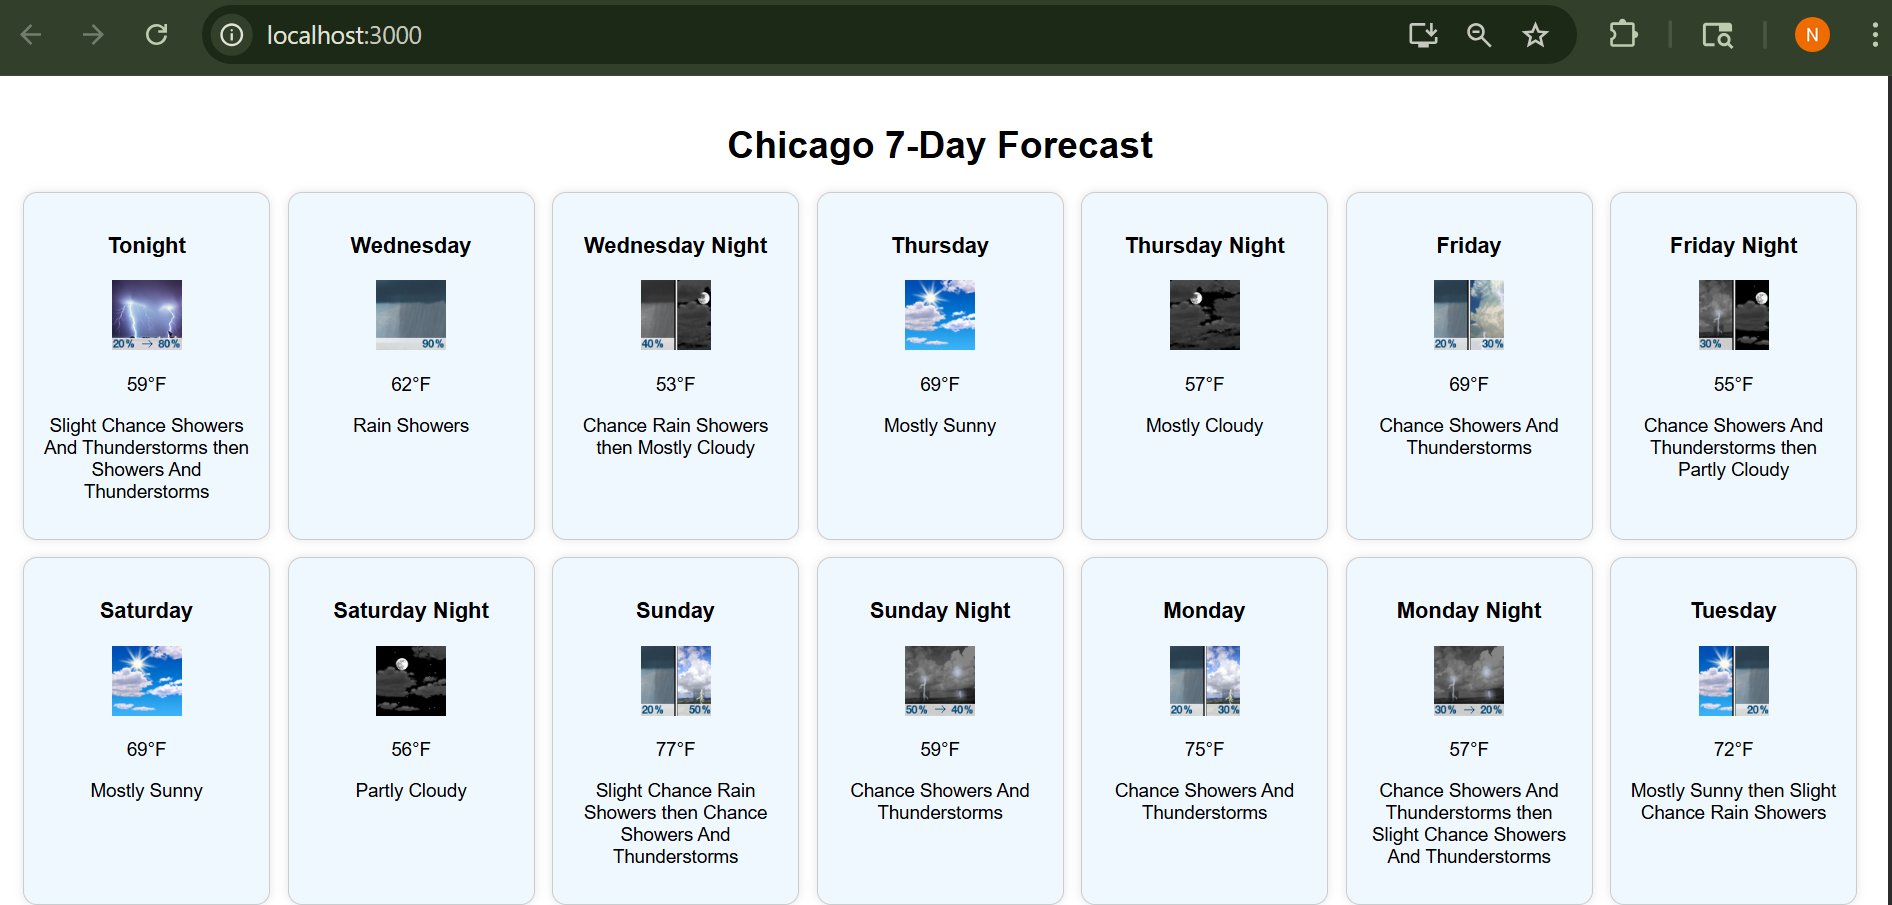 localhost:3000
N
Chicago 7-Day Forecast
Tonight
20% → 80%
59°F
Slight Chance Showers
And Thunderstorms then
Showers And
Thunderstorms
Wednesday
90%
62°F
Rain Showers
Wednesday Night
40%
53°F
Chance Rain Showers
then Mostly Cloudy
Thursday
69°F
Mostly Sunny
Thursday Night
57°F
Mostly Cloudy
Friday
20% 30%
69°F
Chance Showers And
Thunderstorms
Friday Night
30%
55°F
Chance Showers And
Thunderstorms then
Partly Cloudy
Saturday
69°F
Mostly Sunny
Saturday Night
56°F
Partly Cloudy
Sunday
20% 50%
77°F
Slight Chance Rain
Showers then Chance
Showers And
Thunderstorms
Sunday Night
50% → 40%
59°F
Chance Showers And
Thunderstorms
Monday
20% 30%
75°F
Chance Showers And
Thunderstorms
Monday Night
30% → 20%
57°F
Chance Showers And
Thunderstorms then
Slight Chance Showers
And Thunderstorms
Tuesday
20%
72°F
Mostly Sunny then Slight
Chance Rain Showers